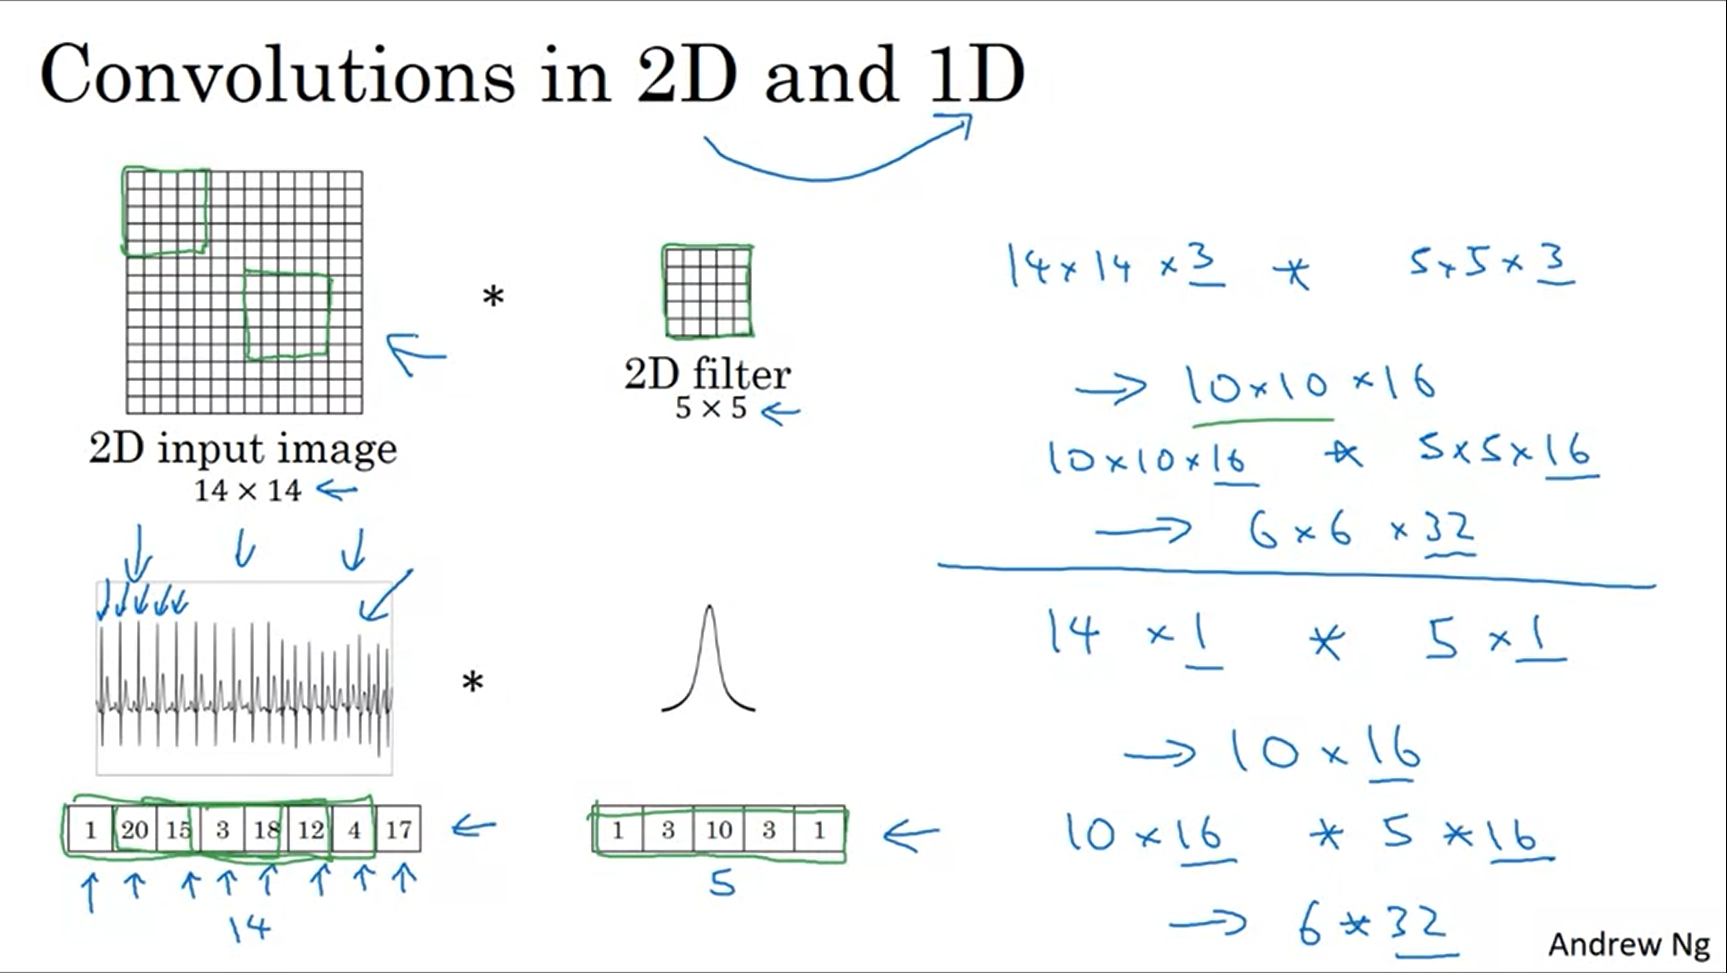 Convolutions in 2D and 1D
*
2D filter
5 × 5
2D input image
14 × 14
*
1 20 15 3 18 12 4 17
14
1 3 10 3 1
5
14 × 14 × 3 * 5 × 5 × 3
→ 10 × 10 × 16
10 × 10 × 16 * 5 × 5 × 16
→ 6 × 6 × 32
14 × 1 * 5 × 1
→ 10 × 16
10 × 16 * 5 * 16
→ 6 * 32
Andrew Ng